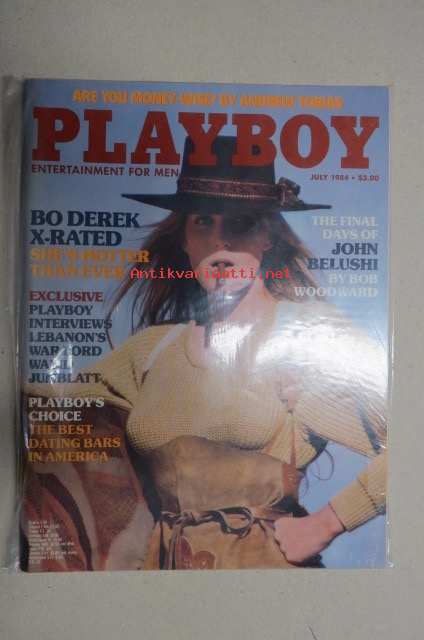 ARE YOU MONEY-WISE? BY ANDREW TOBIAS
PLAYBOY
ENTERTAINMENT FOR MEN
JULY 1984 • $3.00
BO DEREK
X-RATED
SHE'S HOTTER
THAN EVER
EXCLUSIVE
PLAYBOY
INTERVIEWS
LEBANON'S
WAR LORD
WALID
JUMBLATT
PLAYBOY'S
CHOICE
THE BEST
DATING BARS
IN AMERICA
THE FINAL
DAYS OF
JOHN
BELUSHI
BY BOB
WOODWARD
Antikvariaatti.net